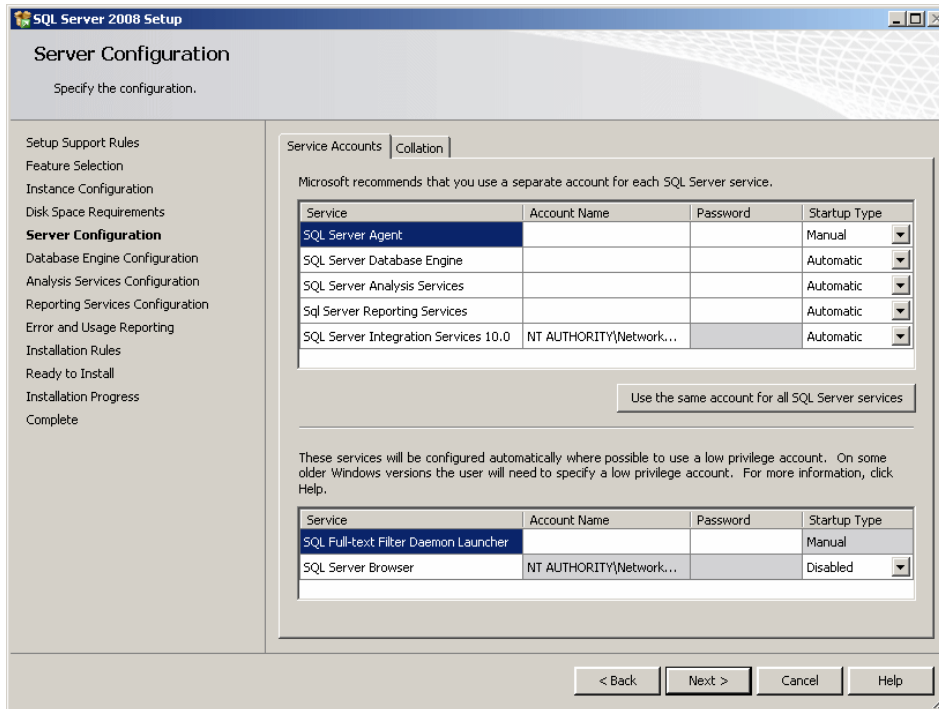 SQL Server 2008 Setup
Server Configuration
Specify the configuration.
Setup Support Rules
Feature Selection
Instance Configuration
Disk Space Requirements
Server Configuration
Database Engine Configuration
Analysis Services Configuration
Reporting Services Configuration
Error and Usage Reporting
Installation Rules
Ready to Install
Installation Progress
Complete
Service Accounts Collation
Microsoft recommends that you use a separate account for each SQL Server service.
Service Account Name Password Startup Type
SQL Server Agent Manual
SQL Server Database Engine Automatic
SQL Server Analysis Services Automatic
Sql Server Reporting Services Automatic
SQL Server Integration Services 10.0 NT AUTHORITY\Network... Automatic
Use the same account for all SQL Server services
These services will be configured automatically where possible to use a low privilege account. On some
older Windows versions the user will need to specify a low privilege account. For more information, click
Help.
Service Account Name Password Startup Type
SQL Full-text Filter Daemon Launcher Manual
SQL Server Browser NT AUTHORITY\Network... Disabled
< Back Next > Cancel Help